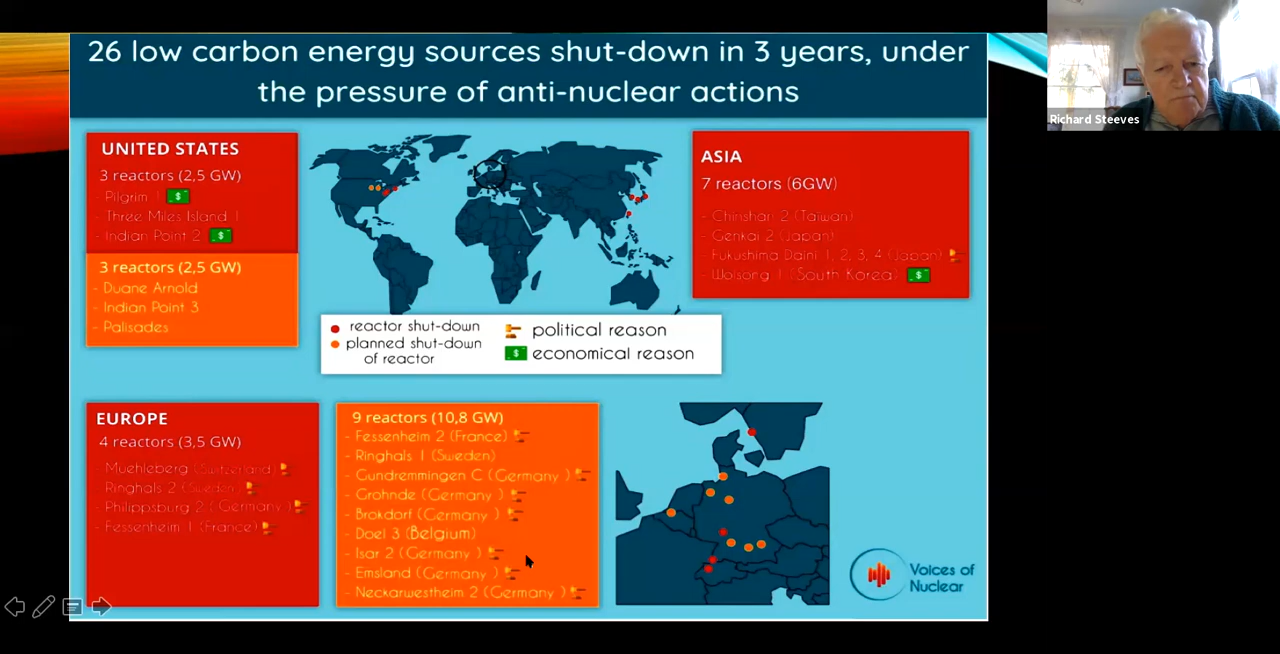 26 low carbon energy sources shut-down in 3 years, under
the pressure of anti-nuclear actions
Richard Steeves
UNITED STATES
3 reactors (2,5 GW)
- Pilgrim 1
- Three Miles Island 1
- Indian Point 2
3 reactors (2,5 GW)
- Duane Arnold
- Indian Point 3
- Palisades
ASIA
7 reactors (6GW)
- Chinshan 2 (Taiwan)
- Genkai 2 (Japan)
- Fukushima Daini 1, 2, 3, 4 (Japan)
- Wolsong 1 (South Korea)
reactor shut-down
planned shut-down
of reactor
political reason
economical reason
EUROPE
4 reactors (3,5 GW)
- Muehleberg (Switzerland)
- Ringhals 2 (Sweden)
- Philippsburg 2 (Germany)
- Fessenheim 1 (France)
9 reactors (10,8 GW)
- Fessenheim 2 (France)
- Ringhals 1 (Sweden)
- Gundremmingen C (Germany )
- Grohnde (Germany )
- Brokdorf (Germany )
- Doel 3 (Belgium)
- Isar 2 (Germany )
- Emsland (Germany )
- Neckarwestheim 2 (Germany )
Voices of
Nuclear